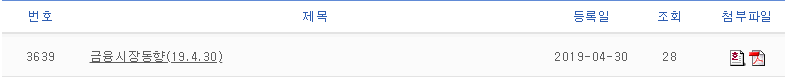 번호 제목 등록일 조회 첨부파일
3639 금융시장동향(19.4.30) 2019-04-30 28